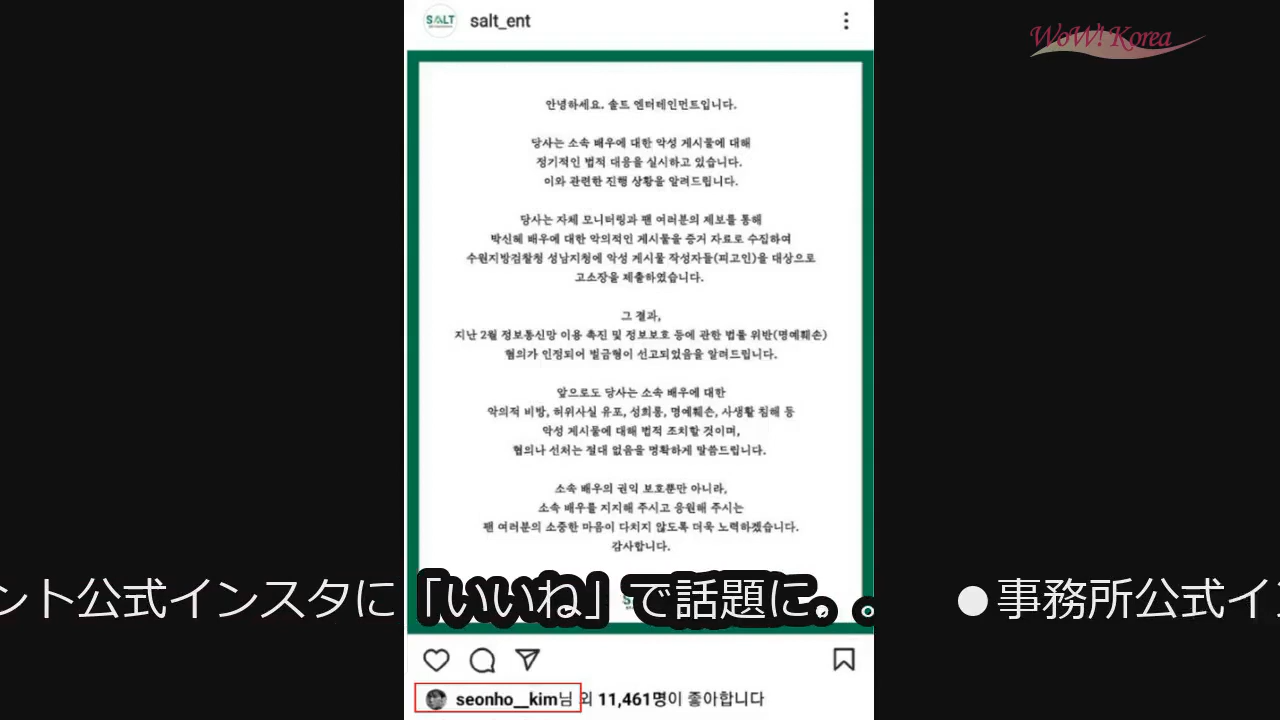 SALT
salt_ent
WoW! Korea
안녕하세요. 솔트 엔터테인먼트입니다.
당사는 소속 배우에 대한 악성 게시물에 대해
정기적인 법적 대응을 실시하고 있습니다.
이와 관련한 진행 상황을 알려드립니다.
당사는 자체 모니터링과 팬 여러분의 제보를 통해
박신혜 배우에 대한 악의적인 게시물을 증거 자료로 수집하여
수원지방검찰청 성남지청에 악성 게시물 작성자들(피고인)을 대상으로
고소장을 제출하였습니다.
그 결과,
지난 2월 정보통신망 이용 촉진 및 정보보호 등에 관한 법률 위반(명예훼손)
혐의가 인정되어 벌금형이 선고되었음을 알려드립니다.
앞으로도 당사는 소속 배우에 대한
악의적 비방, 허위사실 유포, 성희롱, 명예훼손, 사생활 침해 등
악성 게시물에 대해 법적 조치할 것이며,
협의나 선처는 절대 없음을 명확하게 말씀드립니다.
소속 배우의 권익 보호뿐만 아니라,
소속 배우를 지지해 주시고 응원해 주시는
팬 여러분의 소중한 마음이 다치지 않도록 더욱 노력하겠습니다.
감사합니다.
ント公式インスタに「いいね」で話題に。。 ●事務所公式イ
seonho__kim님 외 11,461명이 좋아합니다